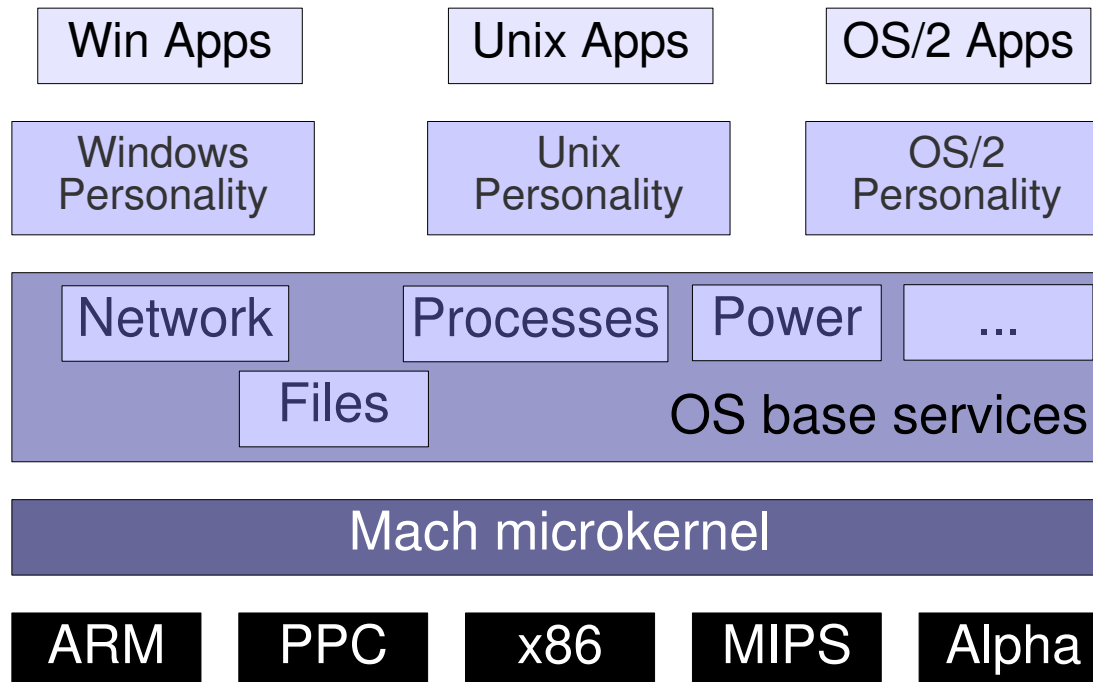 Win Apps
Unix Apps
OS/2 Apps
Windows
Personality
Unix
Personality
OS/2
Personality
Network
Processes
Power
...
Files
OS base services
Mach microkernel
ARM
PPC
x86
MIPS
Alpha